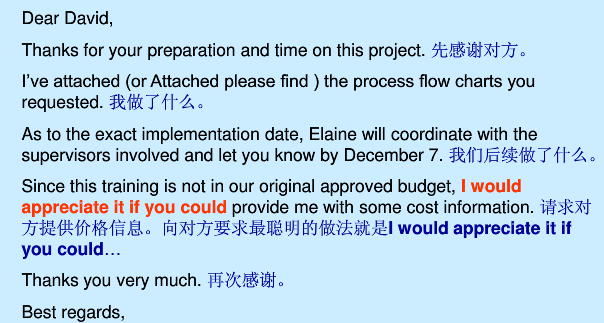 Dear David,
Thanks for your preparation and time on this project. 先感谢对方。
I’ve attached (or Attached please find ) the process flow charts you
requested. 我做了什么。
As to the exact implementation date, Elaine will coordinate with the
supervisors involved and let you know by December 7. 我们后续做了什么。
Since this training is not in our original approved budget, I would
appreciate it if you could provide me with some cost information. 请求对
方提供价格信息。向对方要求最聪明的做法就是I would appreciate it if
you could…
Thanks you very much. 再次感谢。
Best regards,